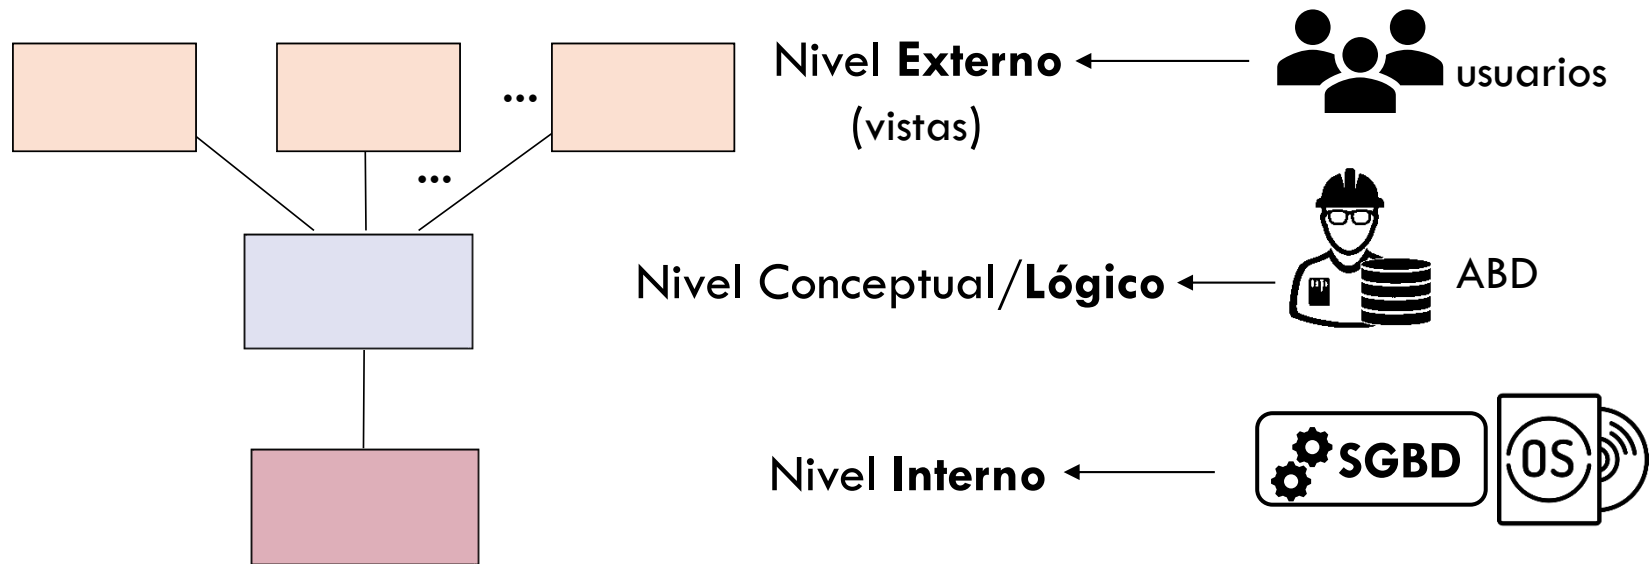 ...
...
Nivel Externo
(vistas)
usuarios
Nivel Conceptual/Lógico
ABD
Nivel Interno
SGBD
OS